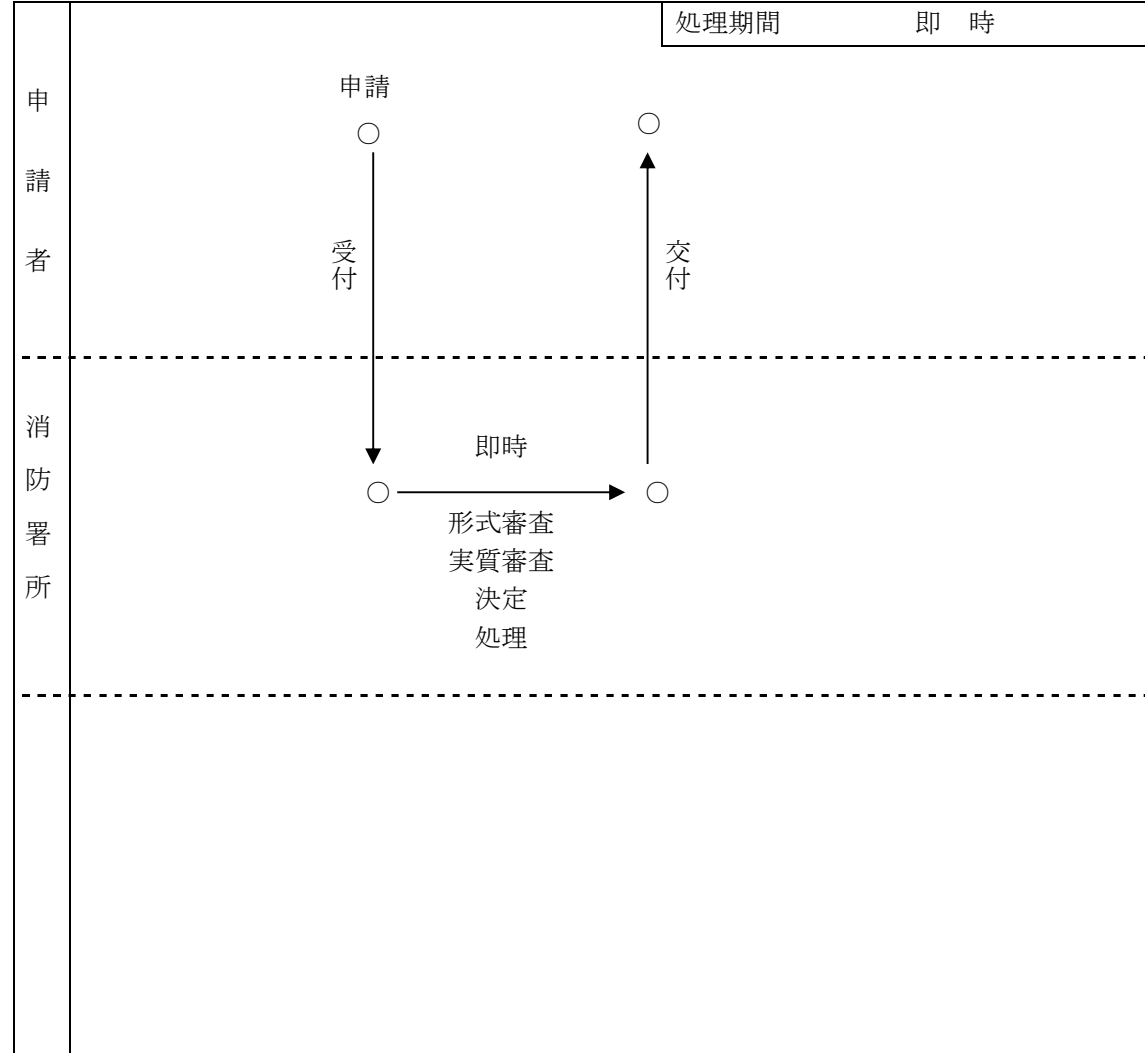 処理期間　即　時
申請者
申請
受付
交付
消防署所
即時
形式審査
実質審査
決定
処理